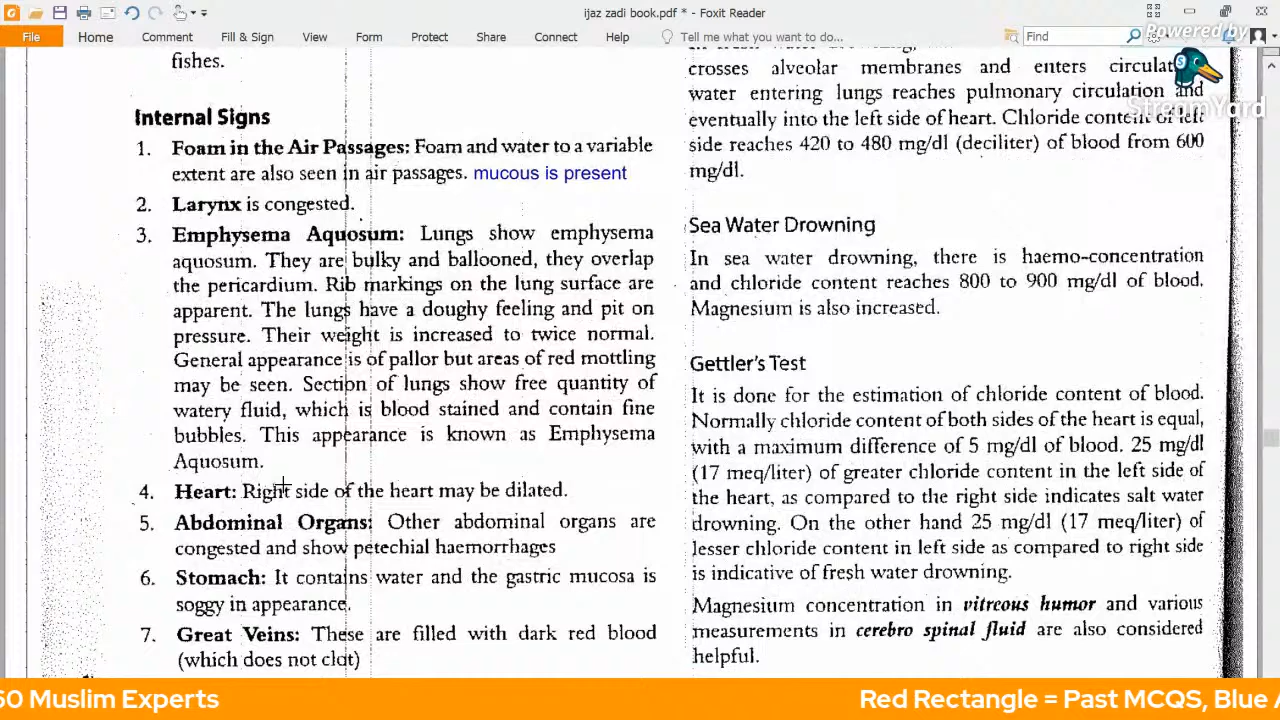 ijaz zadi book.pdf * - Foxit Reader
File Home Comment Fill & Sign View Form Protect Share Connect Help Tell me what you want to do... Find
Powered by
StreamYard
fishes.
Internal Signs
1. Foam in the Air Passages: Foam and water to a variable
extent are also seen in air passages. mucous is present
2. Larynx is congested.
3. Emphysema Aquosum: Lungs show emphysema
aquosum. They are bulky and ballooned, they overlap
the pericardium. Rib markings on the lung surface are
apparent. The lungs have a doughy feeling and pit on
pressure. Their weight is increased to twice normal.
General appearance is of pallor but areas of red mottling
may be seen. Section of lungs show free quantity of
watery fluid, which is blood stained and contain fine
bubbles. This appearance is known as Emphysema
Aquosum.
4. Heart: Right side of the heart may be dilated.
5. Abdominal Organs: Other abdominal organs are
congested and show petechial haemorrhages
6. Stomach: It contains water and the gastric mucosa is
soggy in appearance.
7. Great Veins: These are filled with dark red blood
(which does not clot)
crosses alveolar membranes and enters
water entering lungs reaches pulmonary circulation and
eventually into the left side of heart. Chloride content of left
side reaches 420 to 480 mg/dl (deciliter) of blood from 600
mg/dl.
Sea Water Drowning
In sea water drowning, there is haemo-concentration
and chloride content reaches 800 to 900 mg/dl of blood.
Magnesium is also increased.
Gettler's Test
It is done for the estimation of chloride content of blood.
Normally chloride content of both sides of the heart is equal,
with a maximum difference of 5 mg/dl of blood. 25 mg/dl
(17 meq/liter) of greater chloride content in the left side of
the heart, as compared to the right side indicates salt water
drowning. On the other hand 25 mg/dl (17 meq/liter) of
lesser chloride content in left side as compared to right side
is indicative of fresh water drowning.
Magnesium concentration in vitreous humor and various
measurements in cerebro spinal fluid are also considered
helpful.
60 Muslim Experts Red Rectangle = Past MCQS, Blue